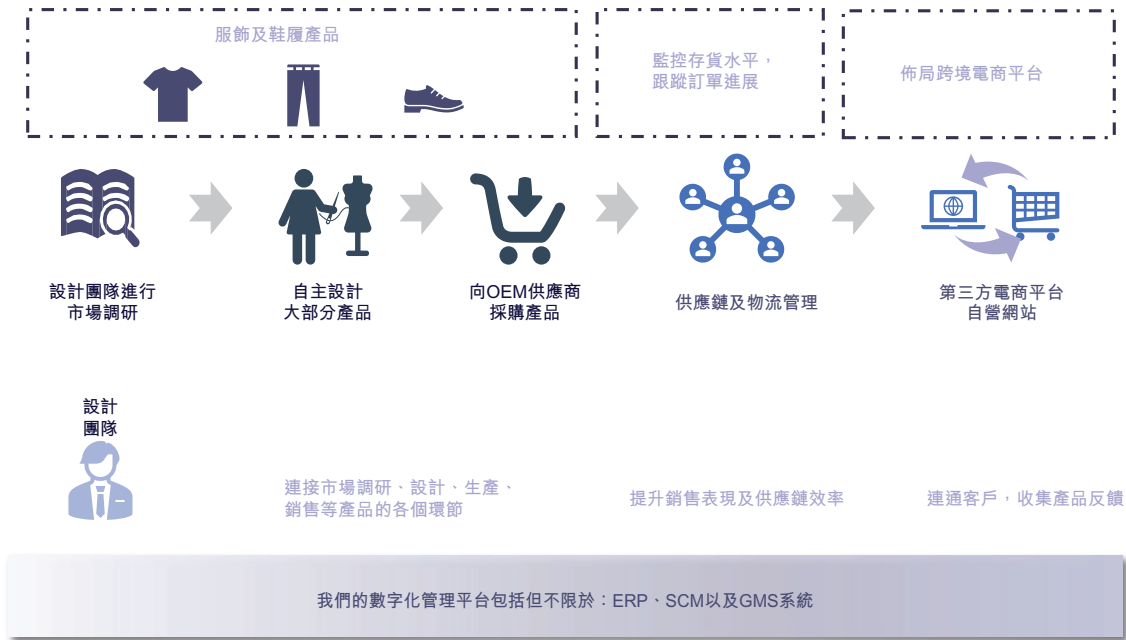 服飾及鞋履產品
監控存貨水平，
跟蹤訂單進展
佈局跨境電商平台
設計團隊進行
市場調研
自主設計
大部分產品
向OEM供應商
採購產品
供應鏈及物流管理
第三方電商平台
自營網站
設計
團隊
連接市場調研、設計、生產、
銷售等產品的各個環節
提升銷售表現及供應鏈效率
連通客戶，收集產品反饋
我們的數字化管理平台包括但不限於：ERP、SCM以及GMS系統